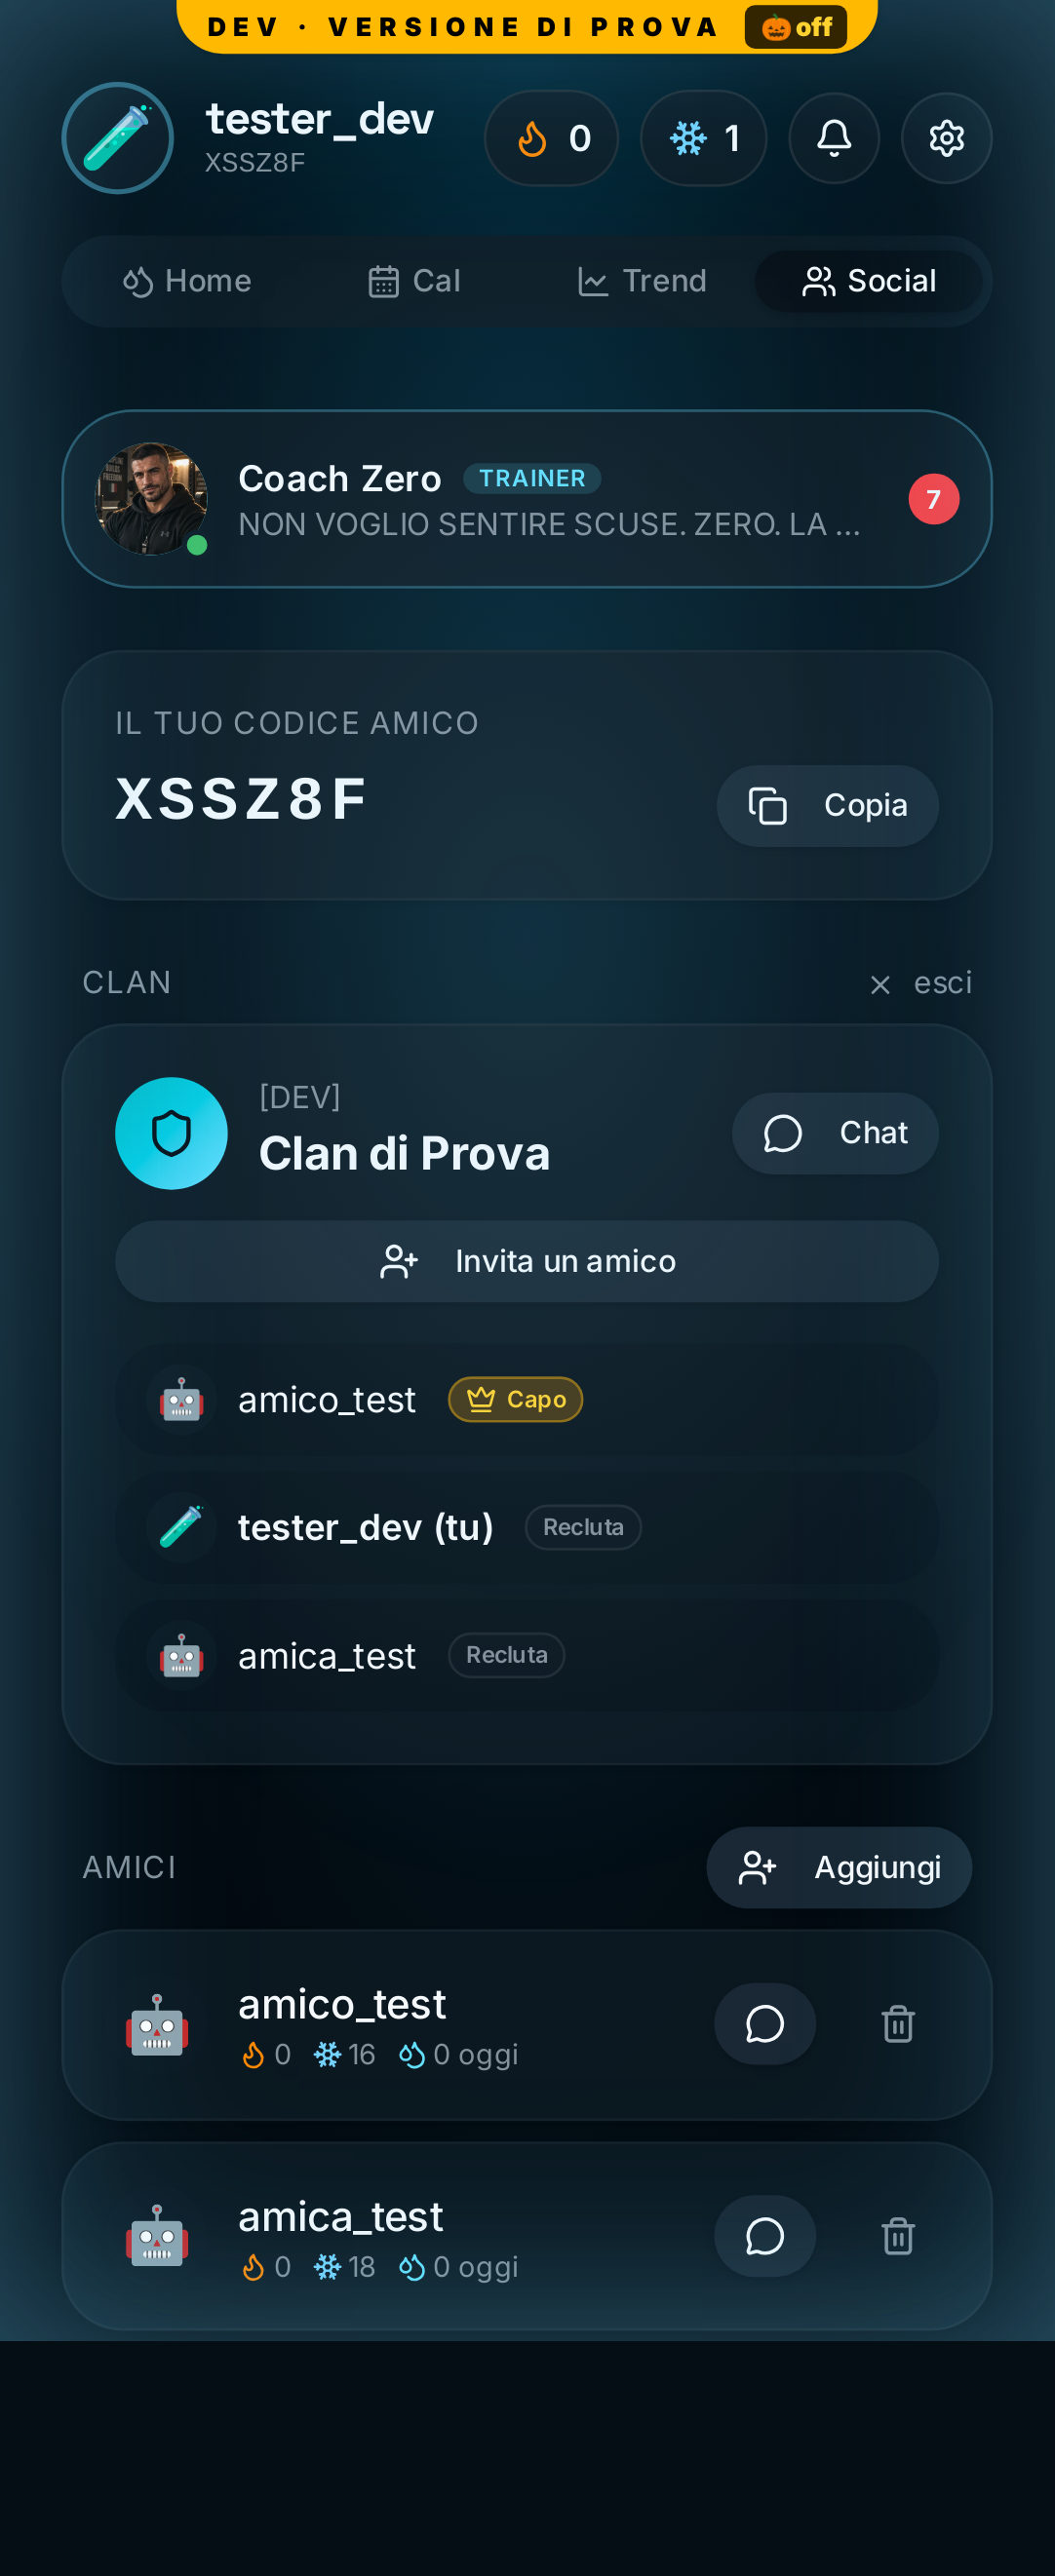 DEV · VERSIONE DI PROVA 🎃off
tester_dev
XSSZ8F
0
1
Home
Cal
Trend
Social
Coach Zero TRAINER
NON VOGLIO SENTIRE SCUSE. ZERO. LA ...
7
IL TUO CODICE AMICO
XSSZ8F
Copia
CLAN
esci
[DEV]
Clan di Prova
Chat
Invita un amico
amico_test Capo
tester_dev (tu) Recluta
amica_test Recluta
AMICI
Aggiungi
amico_test
0 16 0 oggi
amica_test
0 18 0 oggi